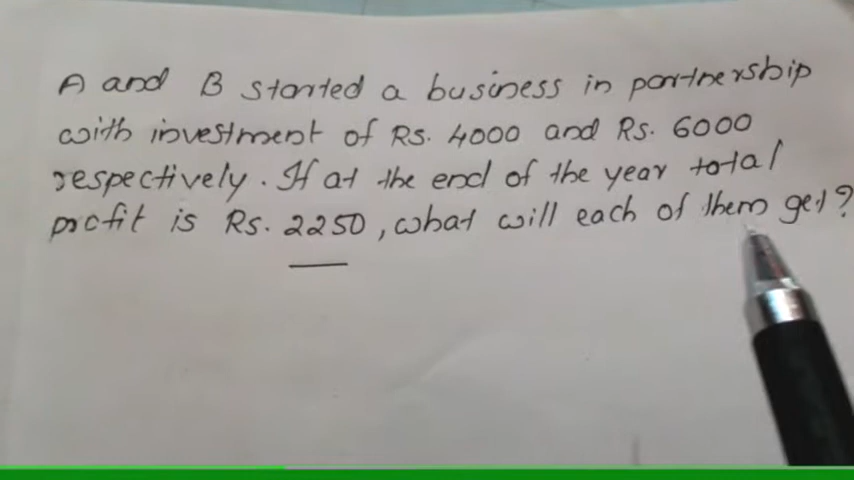 A and B started a business in partnership
with investment of Rs. 4000 and Rs. 6000
respectively. If at the end of the year total
profit is Rs. 2250, what will each of them get?